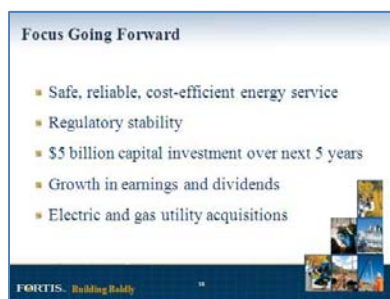 Focus Going Forward
Safe, reliable, cost-efficient energy service
Regulatory stability
$5 billion capital investment over next 5 years
Growth in earnings and dividends
Electric and gas utility acquisitions
FORTIS. Building Boldly